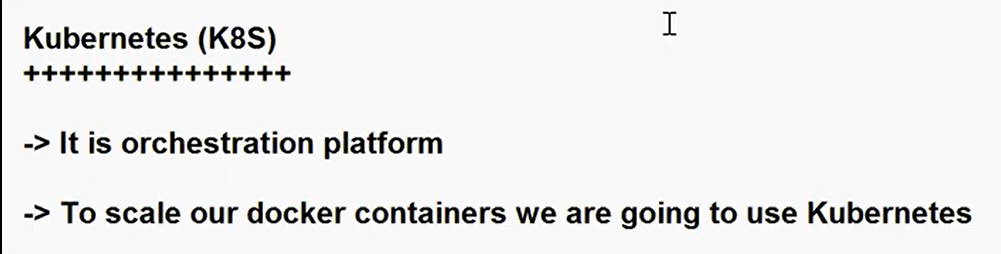 Kubernetes (K8S)
+++++++++++++++
-> It is orchestration platform
-> To scale our docker containers we are going to use Kubernetes